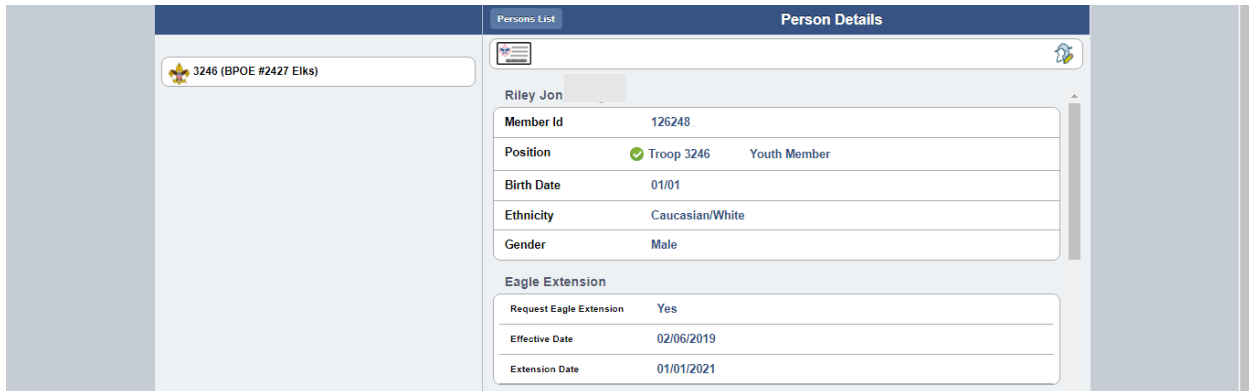 Persons List
Person Details
3246 (BPOE #2427 Elks)
Riley Jon
Member Id 126248
Position Troop 3246 Youth Member
Birth Date 01/01
Ethnicity Caucasian/White
Gender Male
Eagle Extension
Request Eagle Extension Yes
Effective Date 02/06/2019
Extension Date 01/01/2021